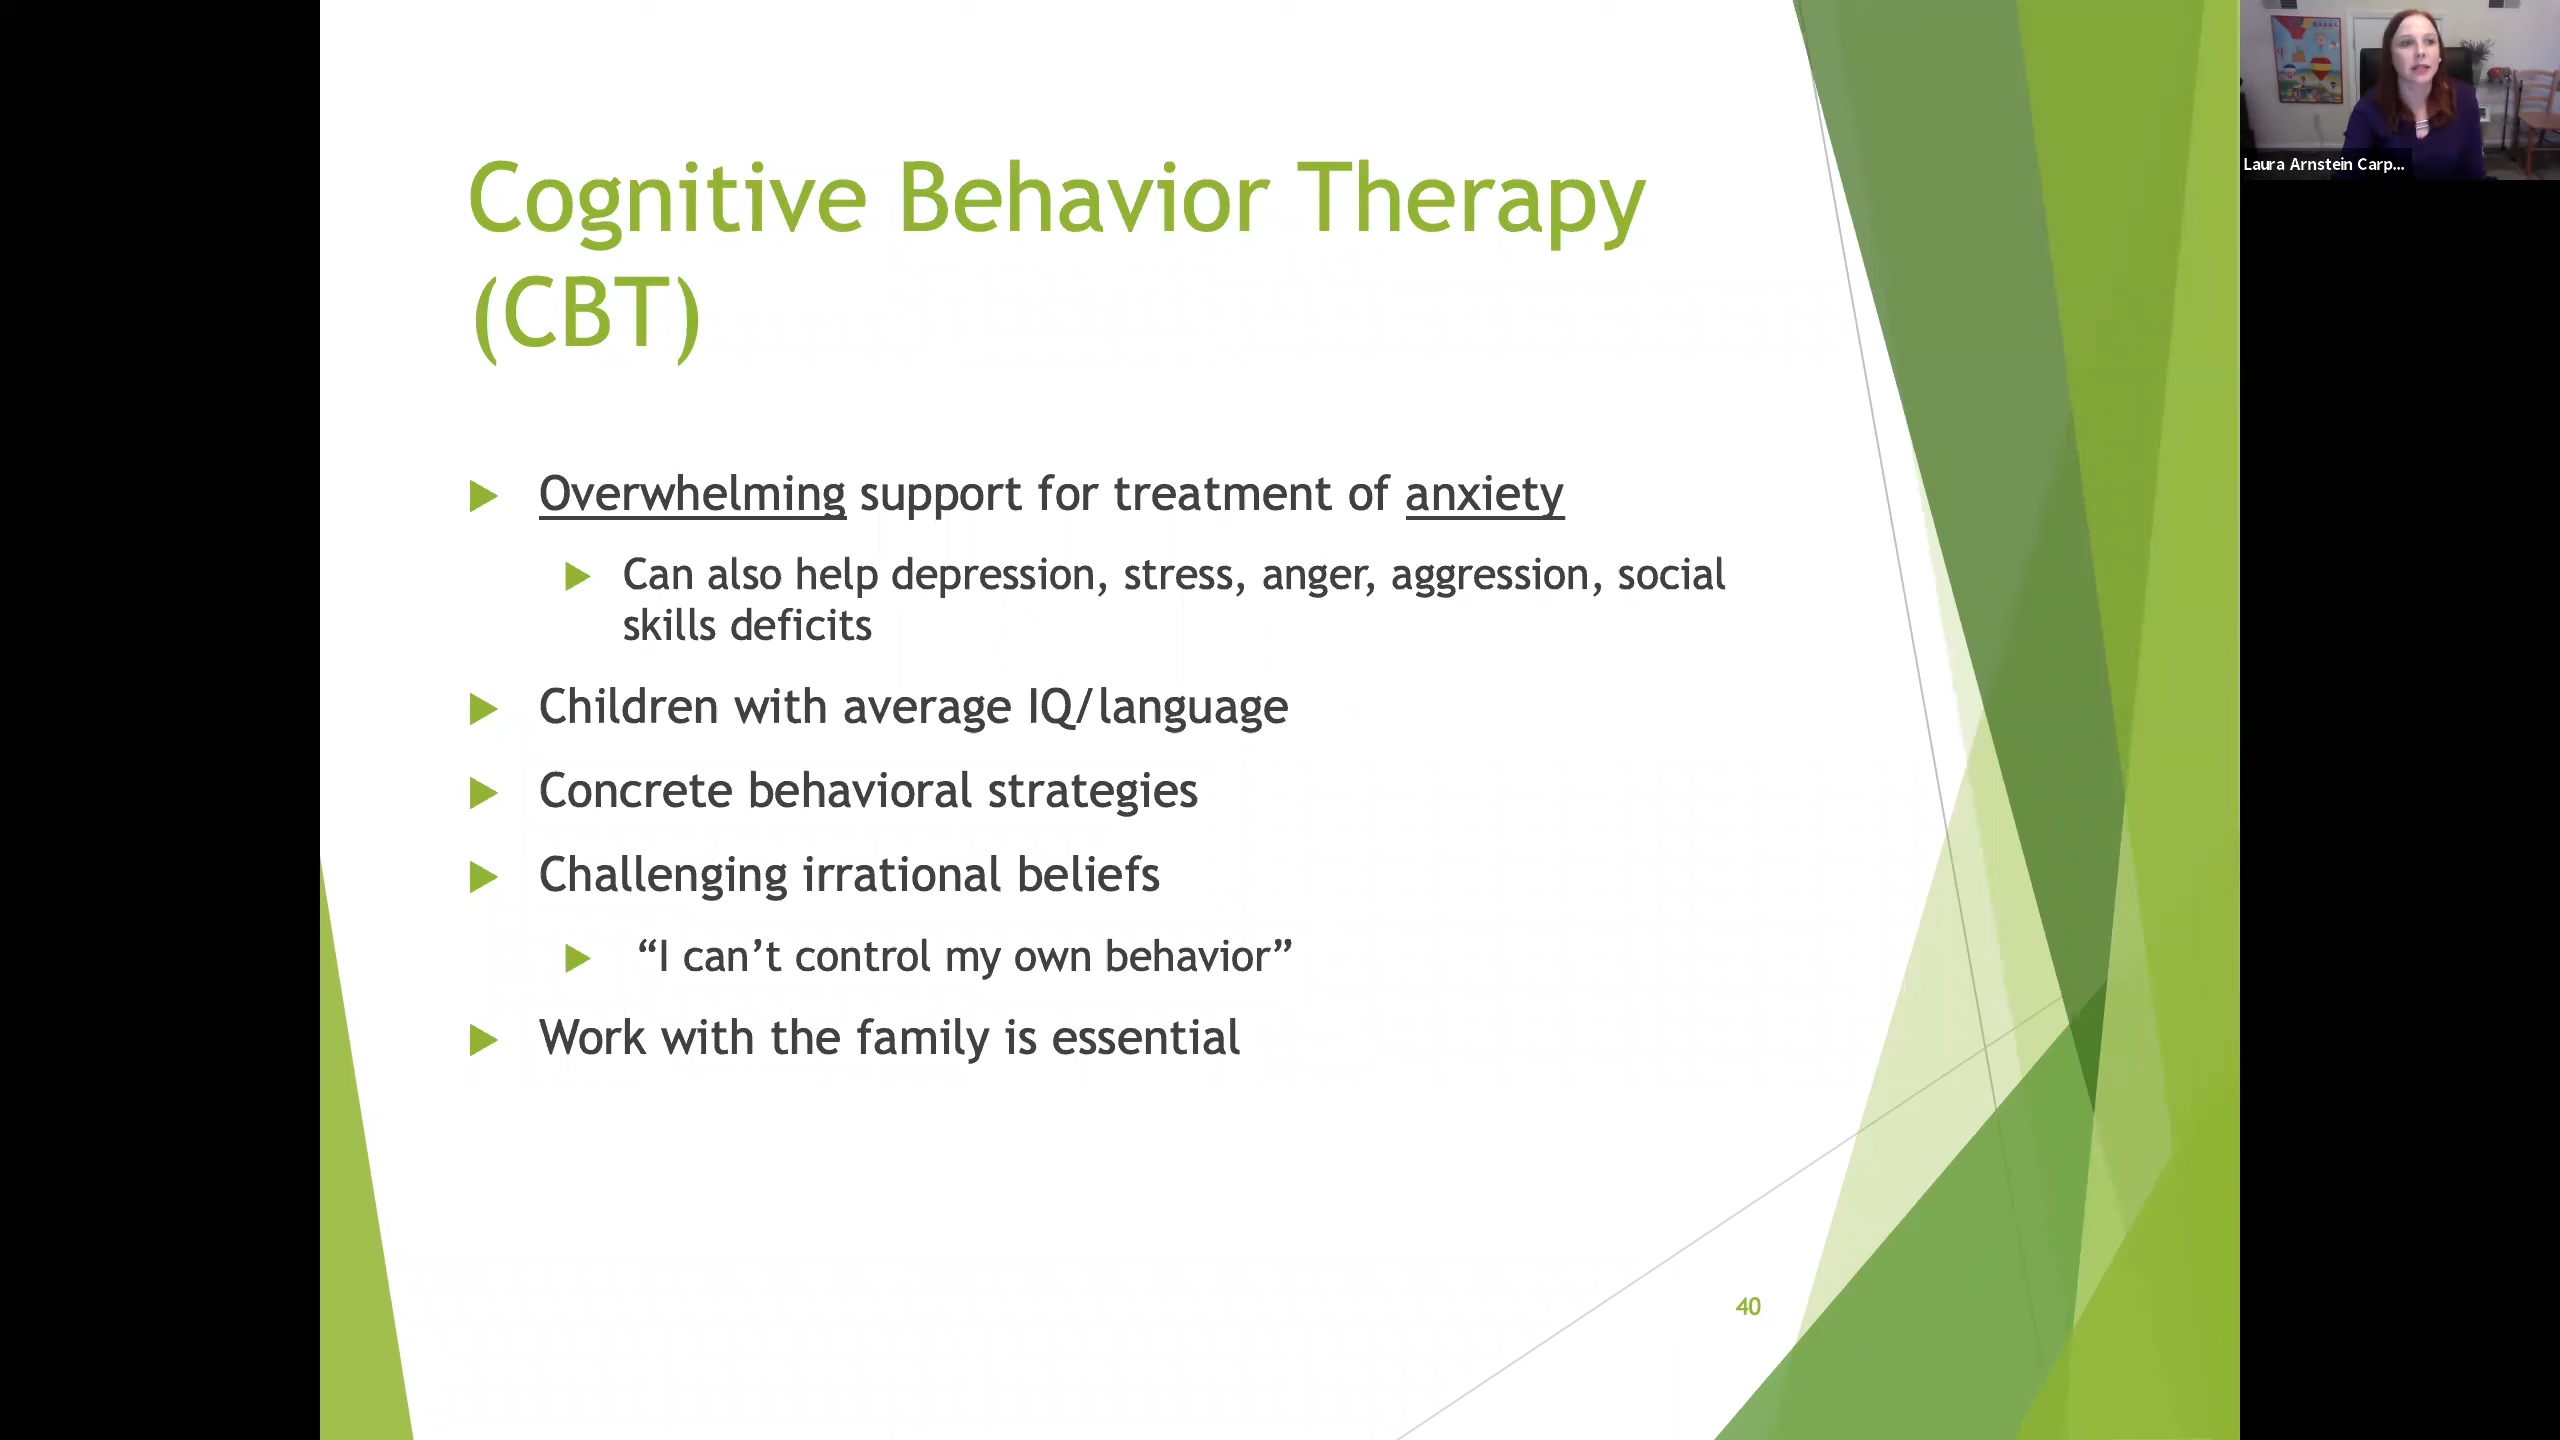 Cognitive Behavior Therapy
(CBT)
Overwhelming support for treatment of anxiety
Can also help depression, stress, anger, aggression, social
skills deficits
Children with average IQ/language
Concrete behavioral strategies
Challenging irrational beliefs
“I can’t control my own behavior”
Work with the family is essential
40
Laura Arnstein Carp...